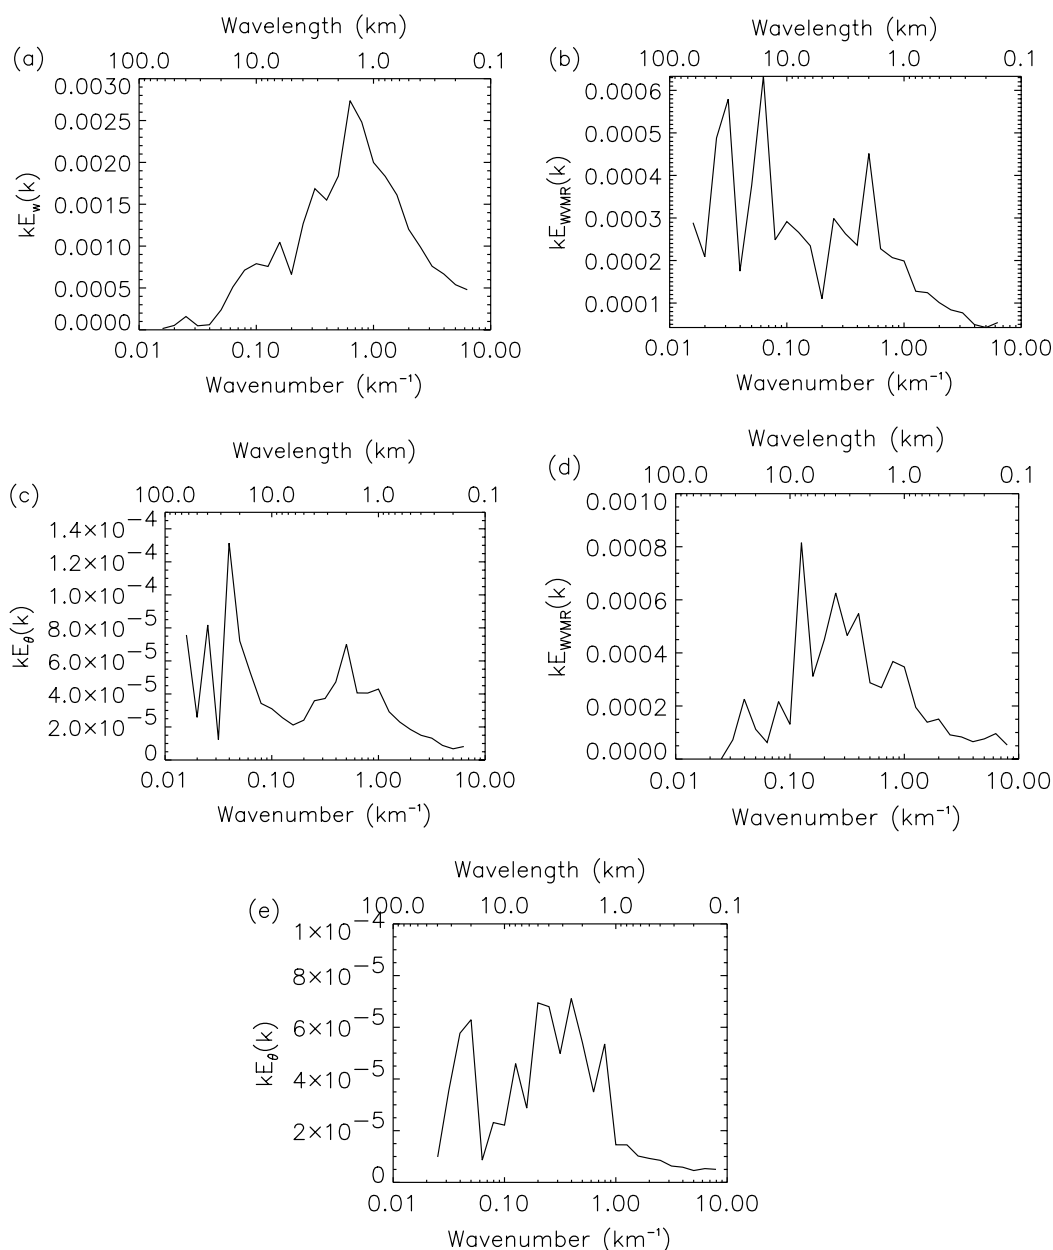 Wavelength (km)
(a) 100.0 10.0 1.0 0.1
0.0030
0.0025
0.0020
0.0015
0.0010
0.0005
0.0000
kE_w(k)
0.01 0.10 1.00 10.00
Wavenumber (km⁻¹)
Wavelength (km)
(b) 100.0 10.0 1.0 0.1
0.0006
0.0005
0.0004
0.0003
0.0002
0.0001
kE_WVMR(k)
0.01 0.10 1.00 10.00
Wavenumber (km⁻¹)
Wavelength (km)
(c) 100.0 10.0 1.0 0.1
1.4×10⁻⁴
1.2×10⁻⁴
1.0×10⁻⁴
8.0×10⁻⁵
6.0×10⁻⁵
4.0×10⁻⁵
2.0×10⁻⁵
0
kE_θ(k)
0.01 0.10 1.00 10.00
Wavenumber (km⁻¹)
Wavelength (km)
(d) 100.0 10.0 1.0 0.1
0.0010
0.0008
0.0006
0.0004
0.0002
0.0000
kE_WVMR(k)
0.01 0.10 1.00 10.00
Wavenumber (km⁻¹)
Wavelength (km)
(e) 100.0 10.0 1.0 0.1
1×10⁻⁴
8×10⁻⁵
6×10⁻⁵
4×10⁻⁵
2×10⁻⁵
0
kE_θ(k)
0.01 0.10 1.00 10.00
Wavenumber (km⁻¹)